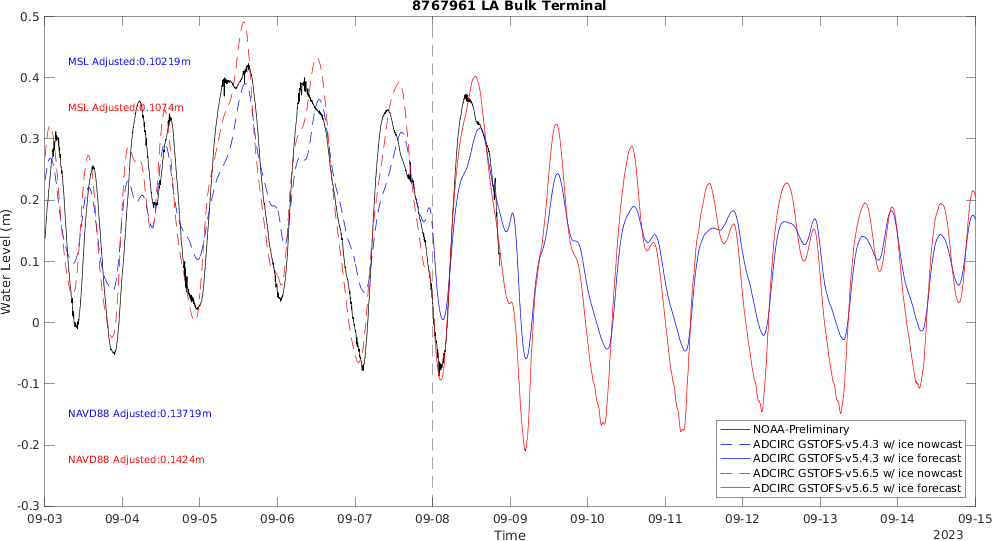 8767961 LA Bulk Terminal
0.5
0.4
0.3
0.2
0.1
0
-0.1
-0.2
-0.3
Water Level (m)
MSL Adjusted:0.10219m
MSL Adjusted:0.1074m
NAVD88 Adjusted:0.13719m
NAVD88 Adjusted:0.1424m
NOAA-Preliminary
ADCIRC GSTOFS-v5.4.3 w/ ice nowcast
ADCIRC GSTOFS-v5.4.3 w/ ice forecast
ADCIRC GSTOFS-v5.6.5 w/ ice nowcast
ADCIRC GSTOFS-v5.6.5 w/ ice forecast
09-03 09-04 09-05 09-06 09-07 09-08 09-09 09-10 09-11 09-12 09-13 09-14 09-15
Time
2023